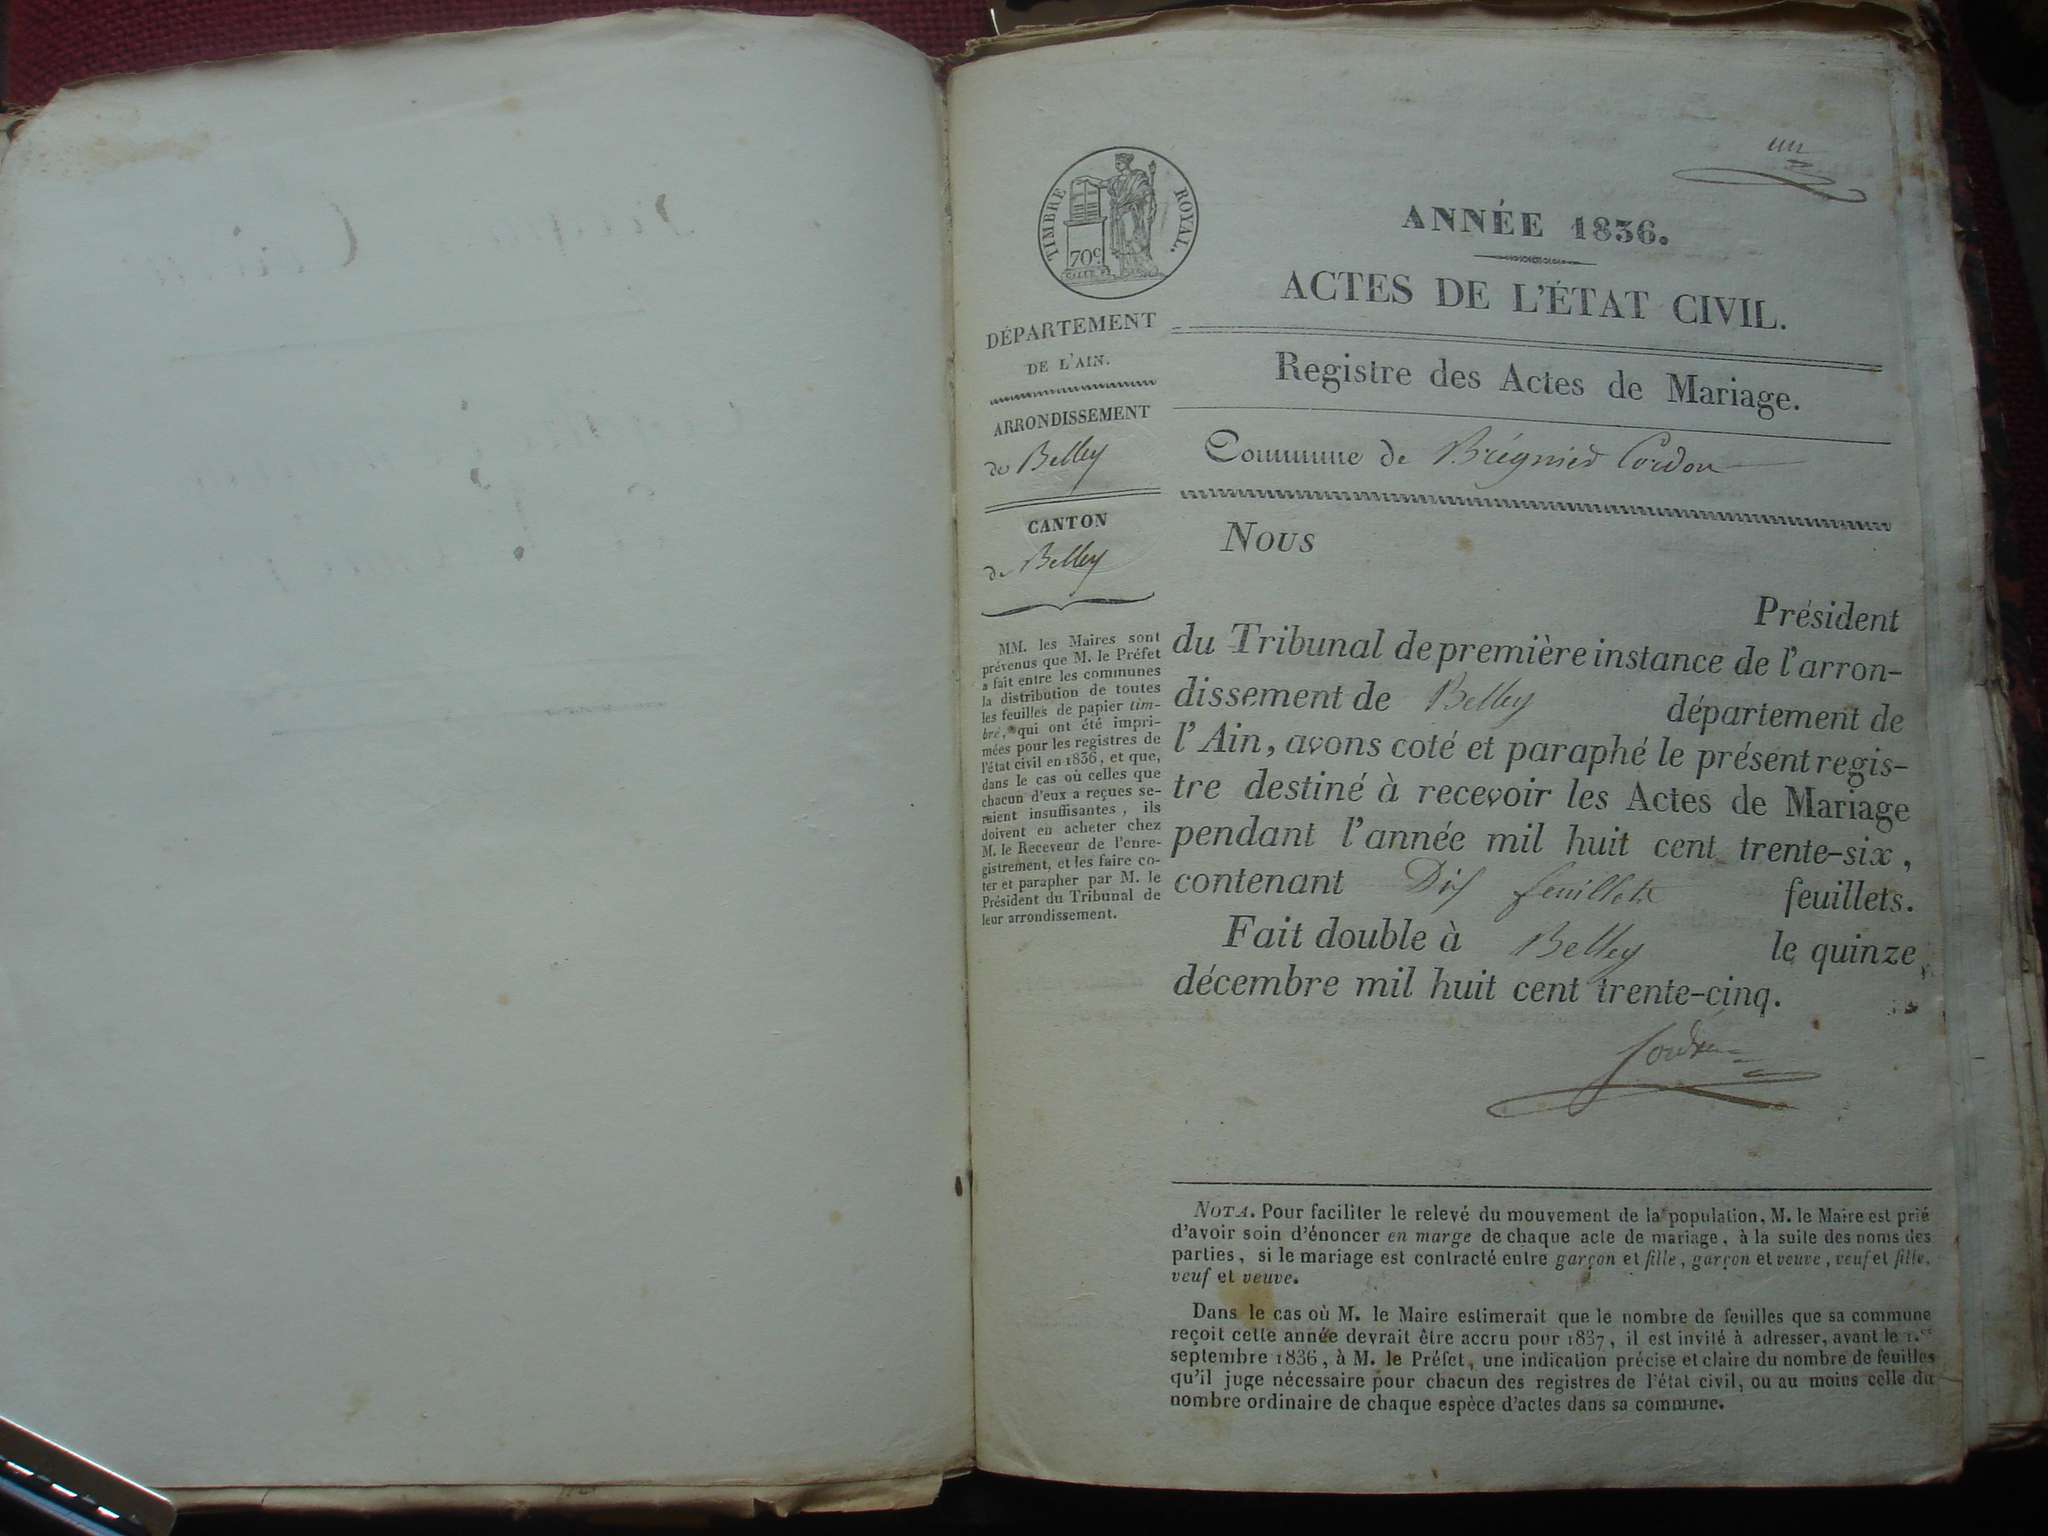 un
TIMBRE ROYAL.
70c
ANNÉE 1836.
ACTES DE L'ÉTAT CIVIL.
Registre des Actes de Mariage.
Commune de Brégnier Cordon
DÉPARTEMENT
DE L'AIN.
ARRONDISSEMENT
de Belley
CANTON
de Belley
MM. les Maires sont
prévenus que M. le Préfet
a fait entre les communes
la distribution de toutes
les feuilles de papier tim-
bré, qui ont été impri-
mées pour les registres de
l'état civil en 1836, et que,
dans le cas où celles que
chacun d'eux a reçues se-
raient insuffisantes, ils
doivent en acheter chez
M. le Receveur de l'enre-
gistrement, et les faire co-
ter et parapher par M. le
Président du Tribunal de
leur arrondissement.
Nous
Président
du Tribunal de première instance de l'arron-
dissement de Belley département de
l'Ain, avons coté et paraphé le présent regis-
tre destiné à recevoir les Actes de Mariage
pendant l'année mil huit cent trente-six,
contenant Dix feuillets feuillets.
Fait double à Belley le quinze
décembre mil huit cent trente-cinq.
NOTA. Pour faciliter le relevé du mouvement de la population, M. le Maire est prié
d'avoir soin d'énoncer en marge de chaque acte de mariage, à la suite des noms des
parties, si le mariage est contracté entre garçon et fille, garçon et veuve, veuf et fille,
veuf et veuve.
Dans le cas où M. le Maire estimerait que le nombre de feuilles que sa commune
reçoit cette année devrait être accru pour 1837, il est invité à adresser, avant le 1.er
septembre 1836, à M. le Préfet, une indication précise et claire du nombre de feuilles
qu'il juge nécessaire pour chacun des registres de l'état civil, ou au moins celle du
nombre ordinaire de chaque espèce d'actes dans sa commune.